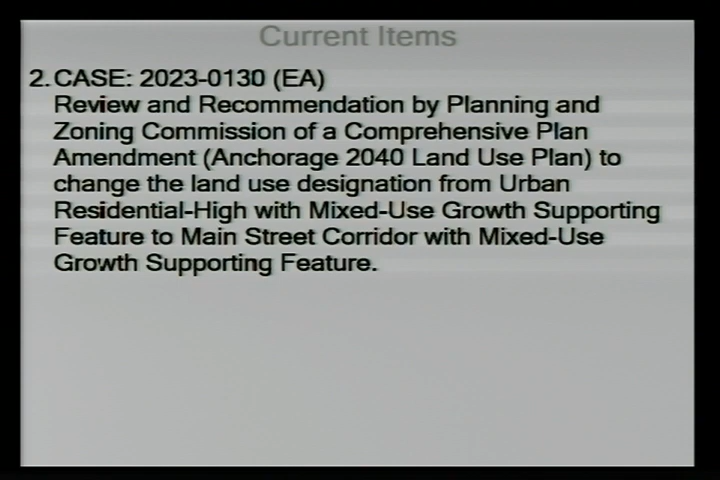 Current Items
2. CASE: 2023-0130 (EA)
Review and Recommendation by Planning and
Zoning Commission of a Comprehensive Plan
Amendment (Anchorage 2040 Land Use Plan) to
change the land use designation from Urban
Residential-High with Mixed-Use Growth Supporting
Feature to Main Street Corridor with Mixed-Use
Growth Supporting Feature.